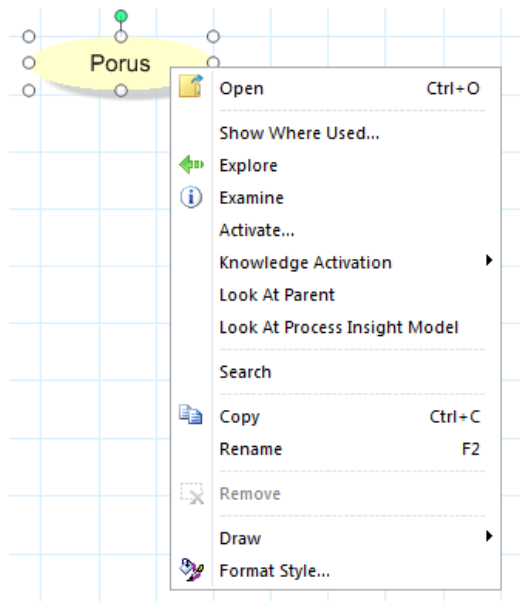 Porus
Open Ctrl+O
Show Where Used...
Explore
Examine
Activate...
Knowledge Activation
Look At Parent
Look At Process Insight Model
Search
Copy Ctrl+C
Rename F2
Remove
Draw
Format Style...